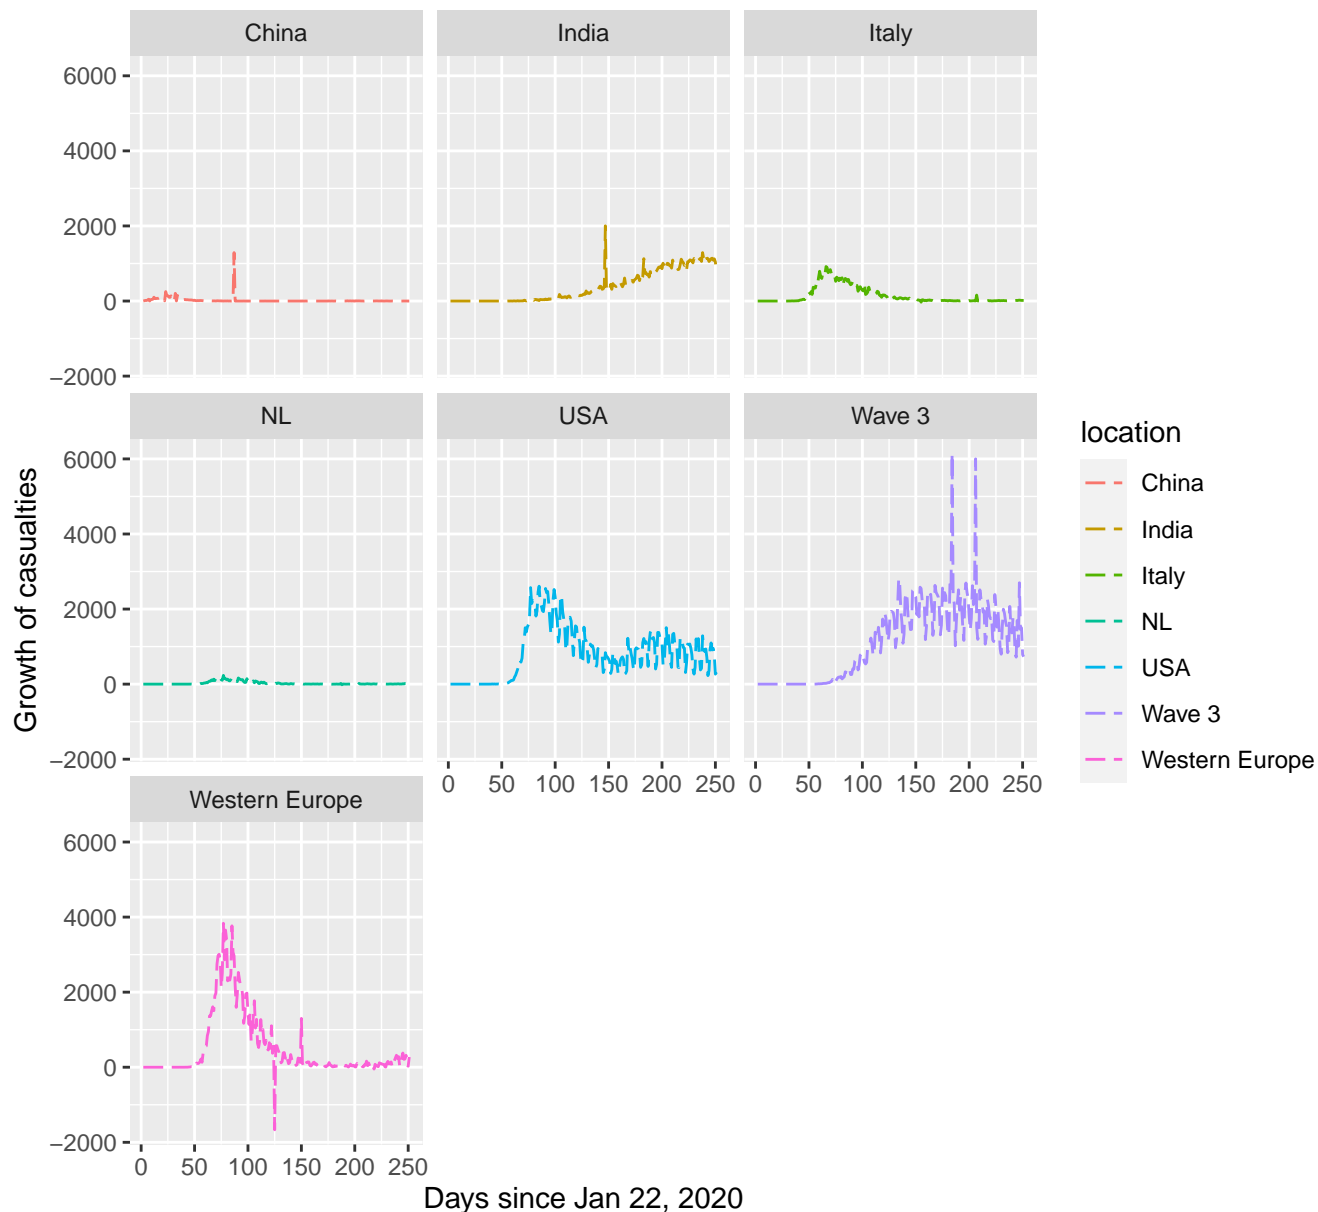 China India Italy
6000
4000
2000
0
−2000
NL USA Wave 3
6000
4000
2000
0
−2000
0 50 100 150 200 250 0 50 100 150 200 250
Western Europe
6000
4000
2000
0
−2000
0 50 100 150 200 250
Days since Jan 22, 2020
Growth of casualties
location
China
India
Italy
NL
USA
Wave 3
Western Europe